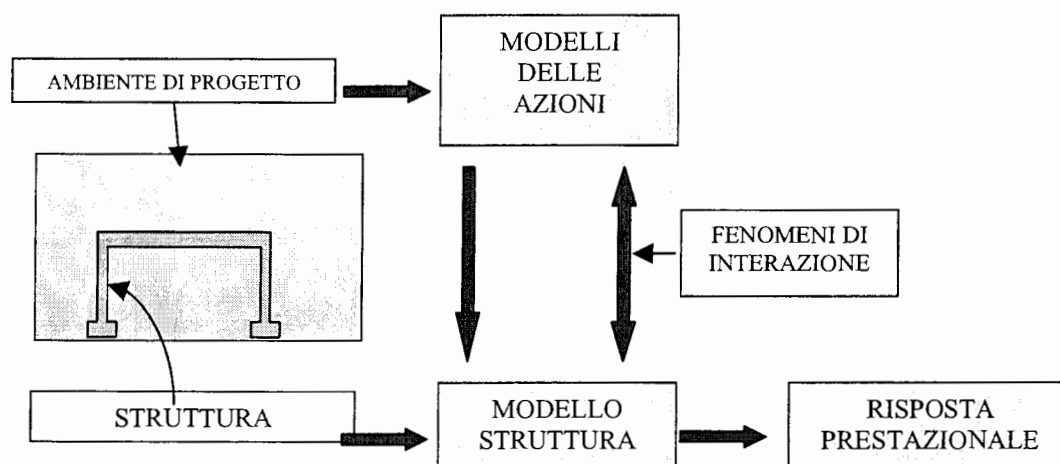 AMBIENTE DI PROGETTO
MODELLI
DELLE
AZIONI
FENOMENI DI
INTERAZIONE
STRUTTURA
MODELLO
STRUTTURA
RISPOSTA
PRESTAZIONALE